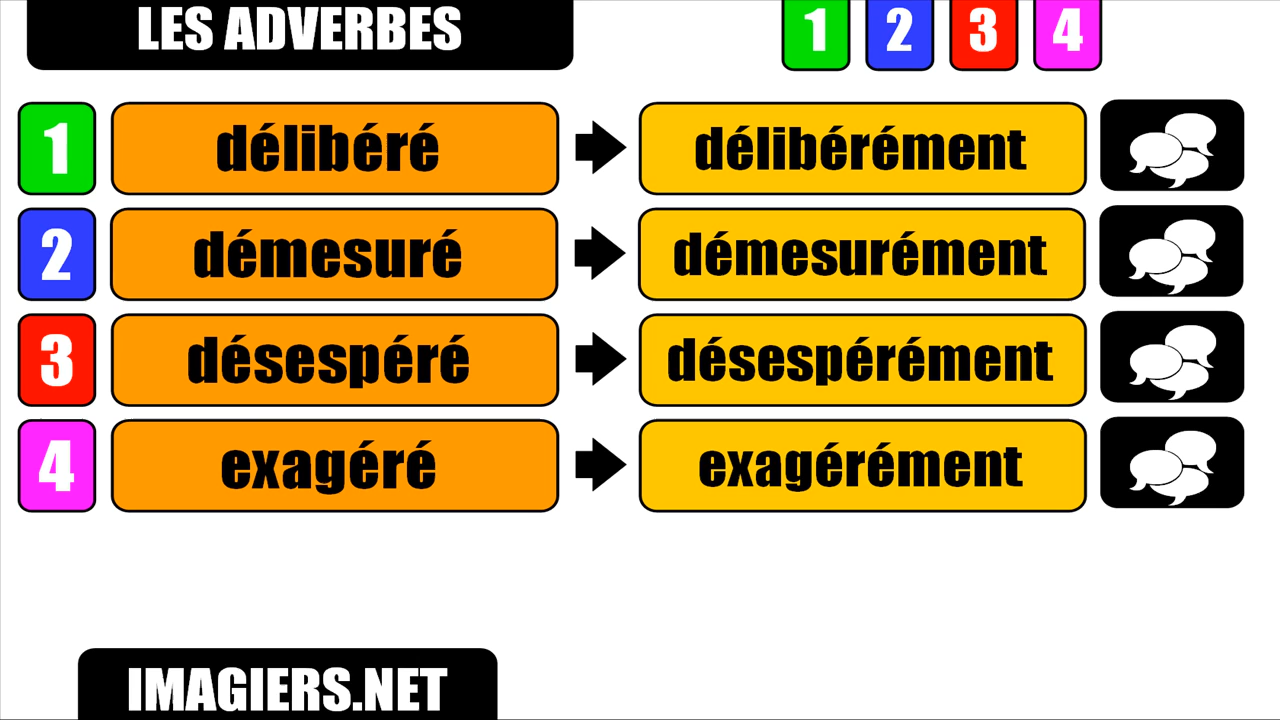 LES ADVERBES 1 2 3 4
1 délibéré délibérément
2 démesuré démesurément
3 désespéré désespérément
4 exagéré exagérément
IMAGIERS.NET